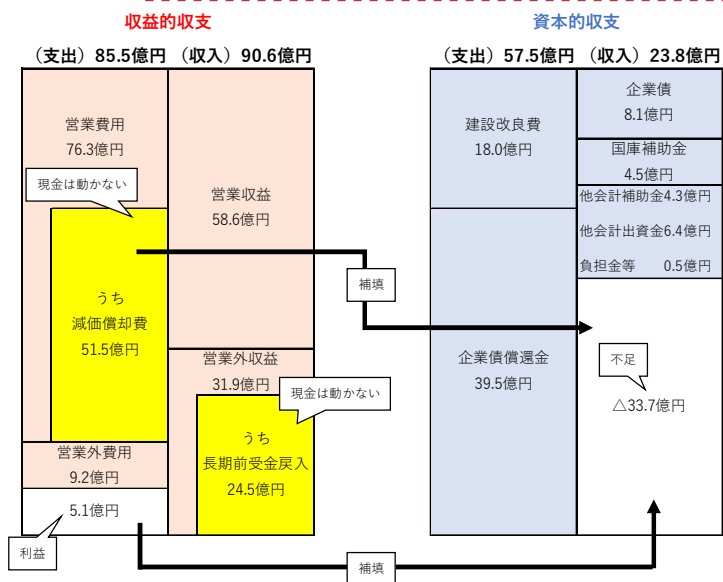 収益的収支
(支出) 85.5億円 (収入) 90.6億円
営業費用
76.3億円
現金は動かない
うち
減価償却費
51.5億円
営業外費用
9.2億円
5.1億円
利益
営業収益
58.6億円
営業外収益
31.9億円
現金は動かない
うち
長期前受金戻入
24.5億円
補填
補填
資本的収支
(支出) 57.5億円 (収入) 23.8億円
建設改良費
18.0億円
企業債償還金
39.5億円
企業債
8.1億円
国庫補助金
4.5億円
他会計補助金4.3億円
他会計出資金6.4億円
負担金等 0.5億円
不足
△33.7億円